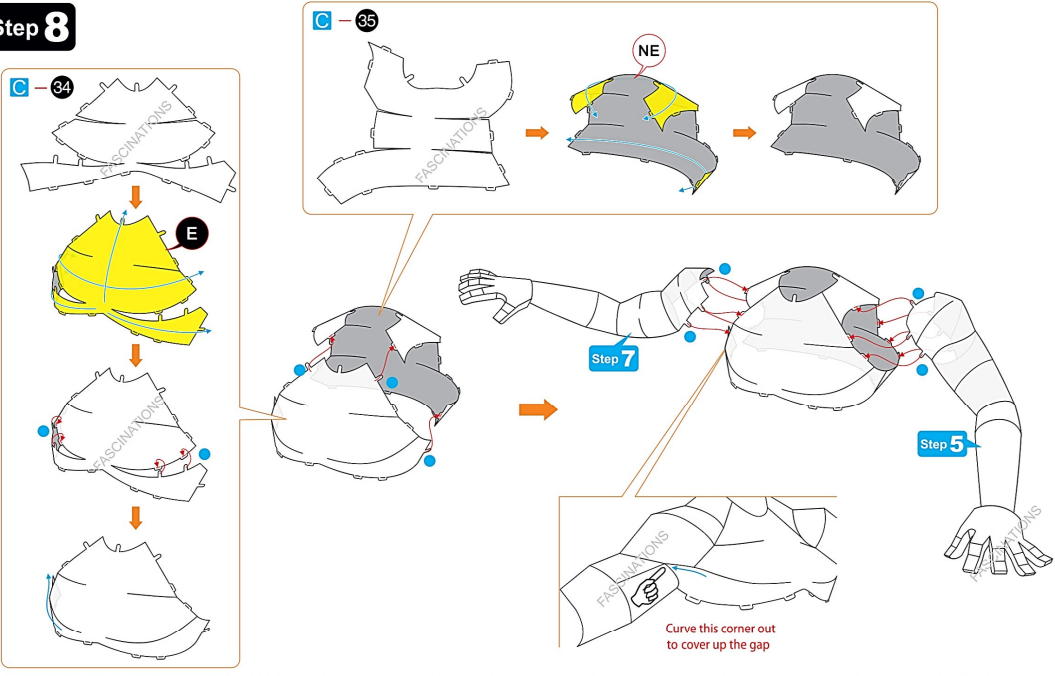 Step 8
C – 34
FASCINATIONS
E
FASCINATIONS
C – 35
FASCINATIONS
NE
FASCINATIONS
Step 7
Step 5
FASCINATIONS
FASCINATIONS
Curve this corner out
to cover up the gap